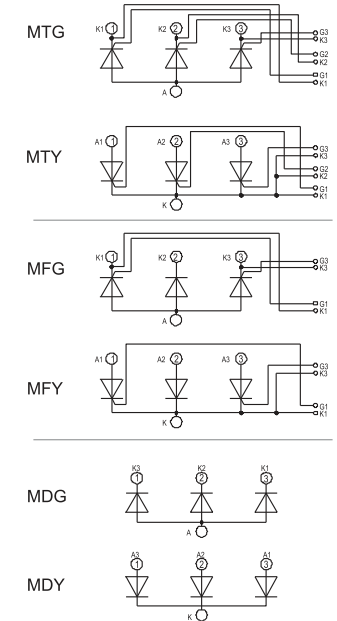 MTG
K1 1 K2 2 K3 3
G3
K3
G2
K2
G1
K1
A
MTY
A1 1 A2 2 A3 3
G3
K3
G2
K2
G1
K1
K
MFG
K1 1 K2 2 K3 3
G3
K3
G1
K1
A
MFY
A1 1 A2 2 A3 3
G3
K3
G1
K1
K
MDG
K3 K2 K1
1 2 3
A
MDY
A3 A2 A1
1 2 3
K